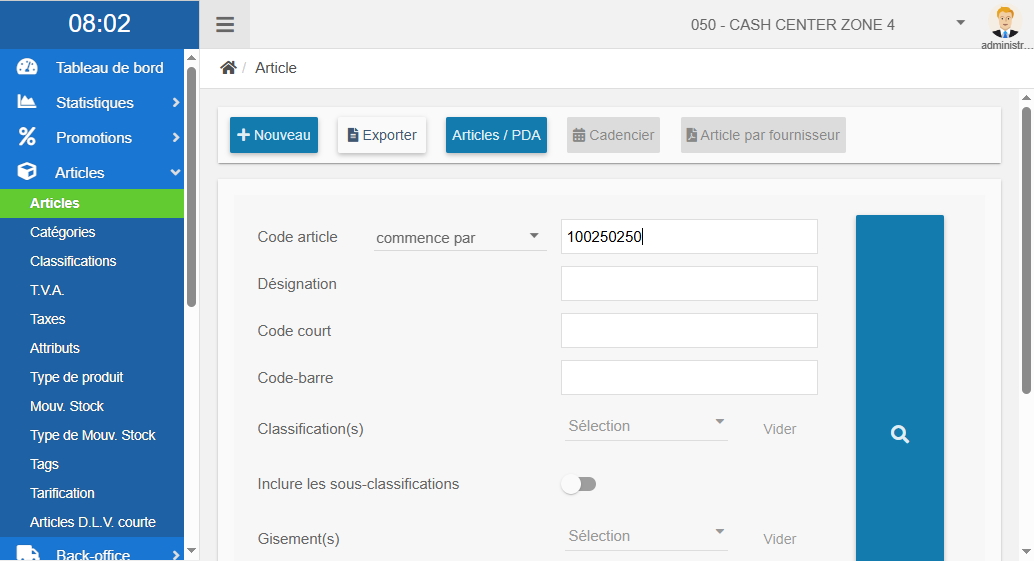 08:02
050 - CASH CENTER ZONE 4
administr...
Tableau de bord
Statistiques
Promotions
Articles
Articles
Catégories
Classifications
T.V.A.
Taxes
Attributs
Type de produit
Mouv. Stock
Type de Mouv. Stock
Tags
Tarification
Articles D.L.V. courte
Back-office
/ Article
Nouveau
Exporter
Articles / PDA
Cadencier
Article par fournisseur
Code article commence par 100250250
Désignation
Code court
Code-barre
Classification(s) Sélection Vider
Inclure les sous-classifications
Gisement(s) Sélection Vider